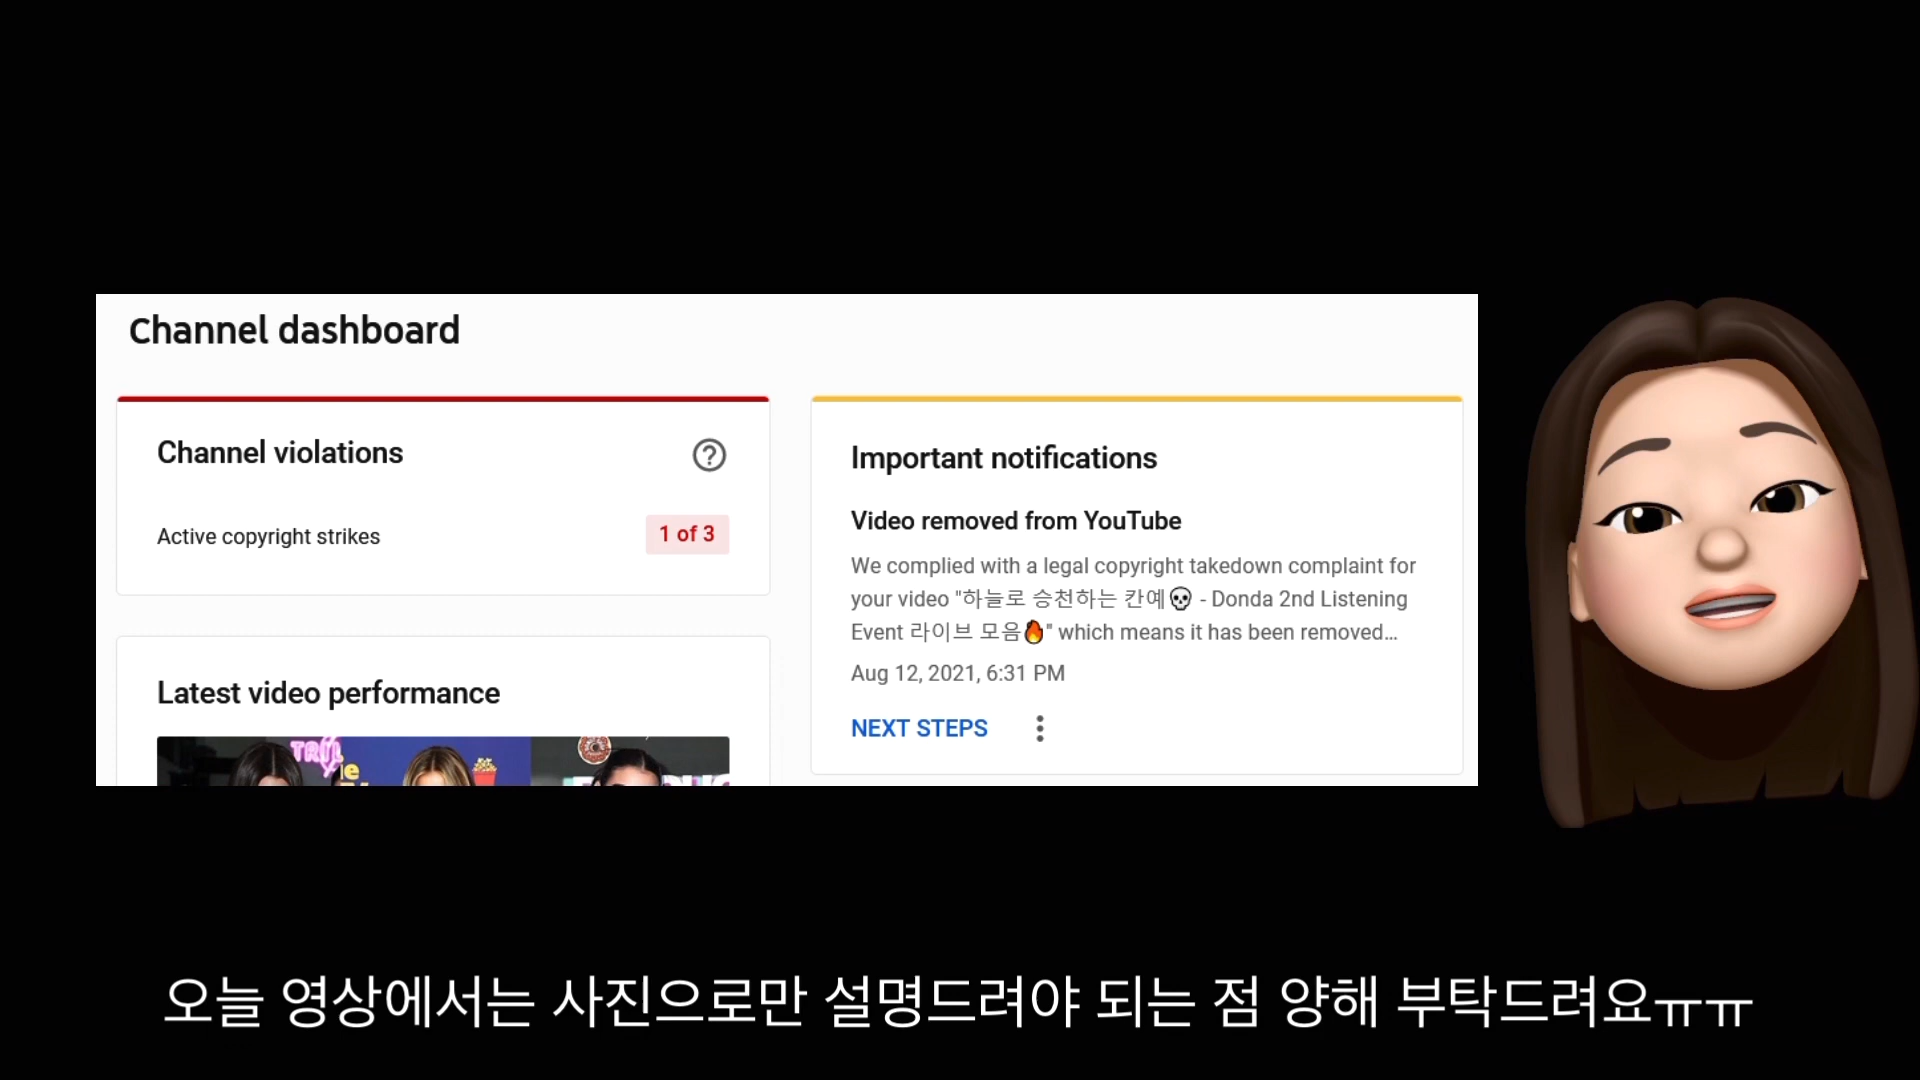 Channel dashboard
Channel violations
Active copyright strikes
1 of 3
Latest video performance
Important notifications
Video removed from YouTube
We complied with a legal copyright takedown complaint for
your video "하늘로 승천하는 칸예💀 - Donda 2nd Listening
Event 라이브 모음🔥" which means it has been removed...
Aug 12, 2021, 6:31 PM
NEXT STEPS
오늘 영상에서는 사진으로만 설명드려야 되는 점 양해 부탁드려요ㅠㅠ